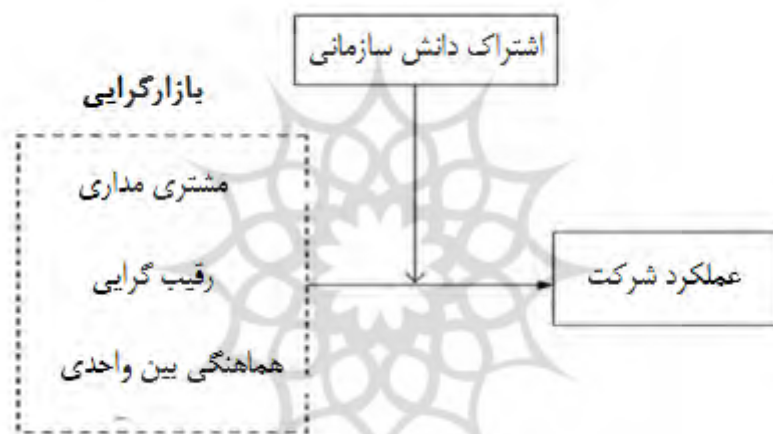 اشتراک دانش سازمانی
بازارگرایی
مشتری مداری
رقیب گرایی
عملکرد شرکت
هماهنگی بین واحدی